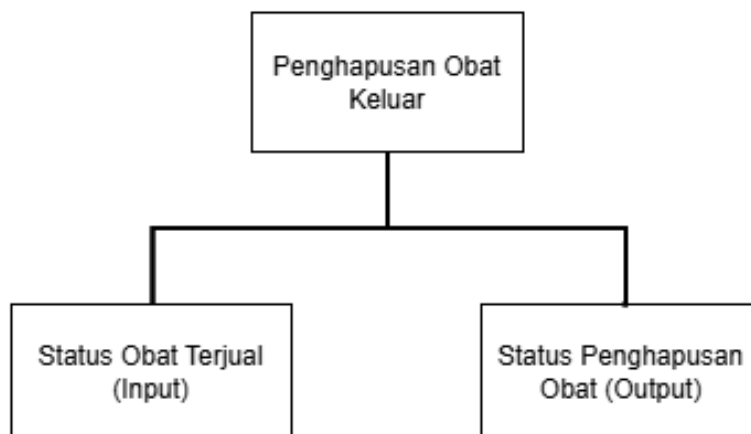 Penghapusan Obat
Keluar
Status Obat Terjual
(Input)
Status Penghapusan
Obat (Output)